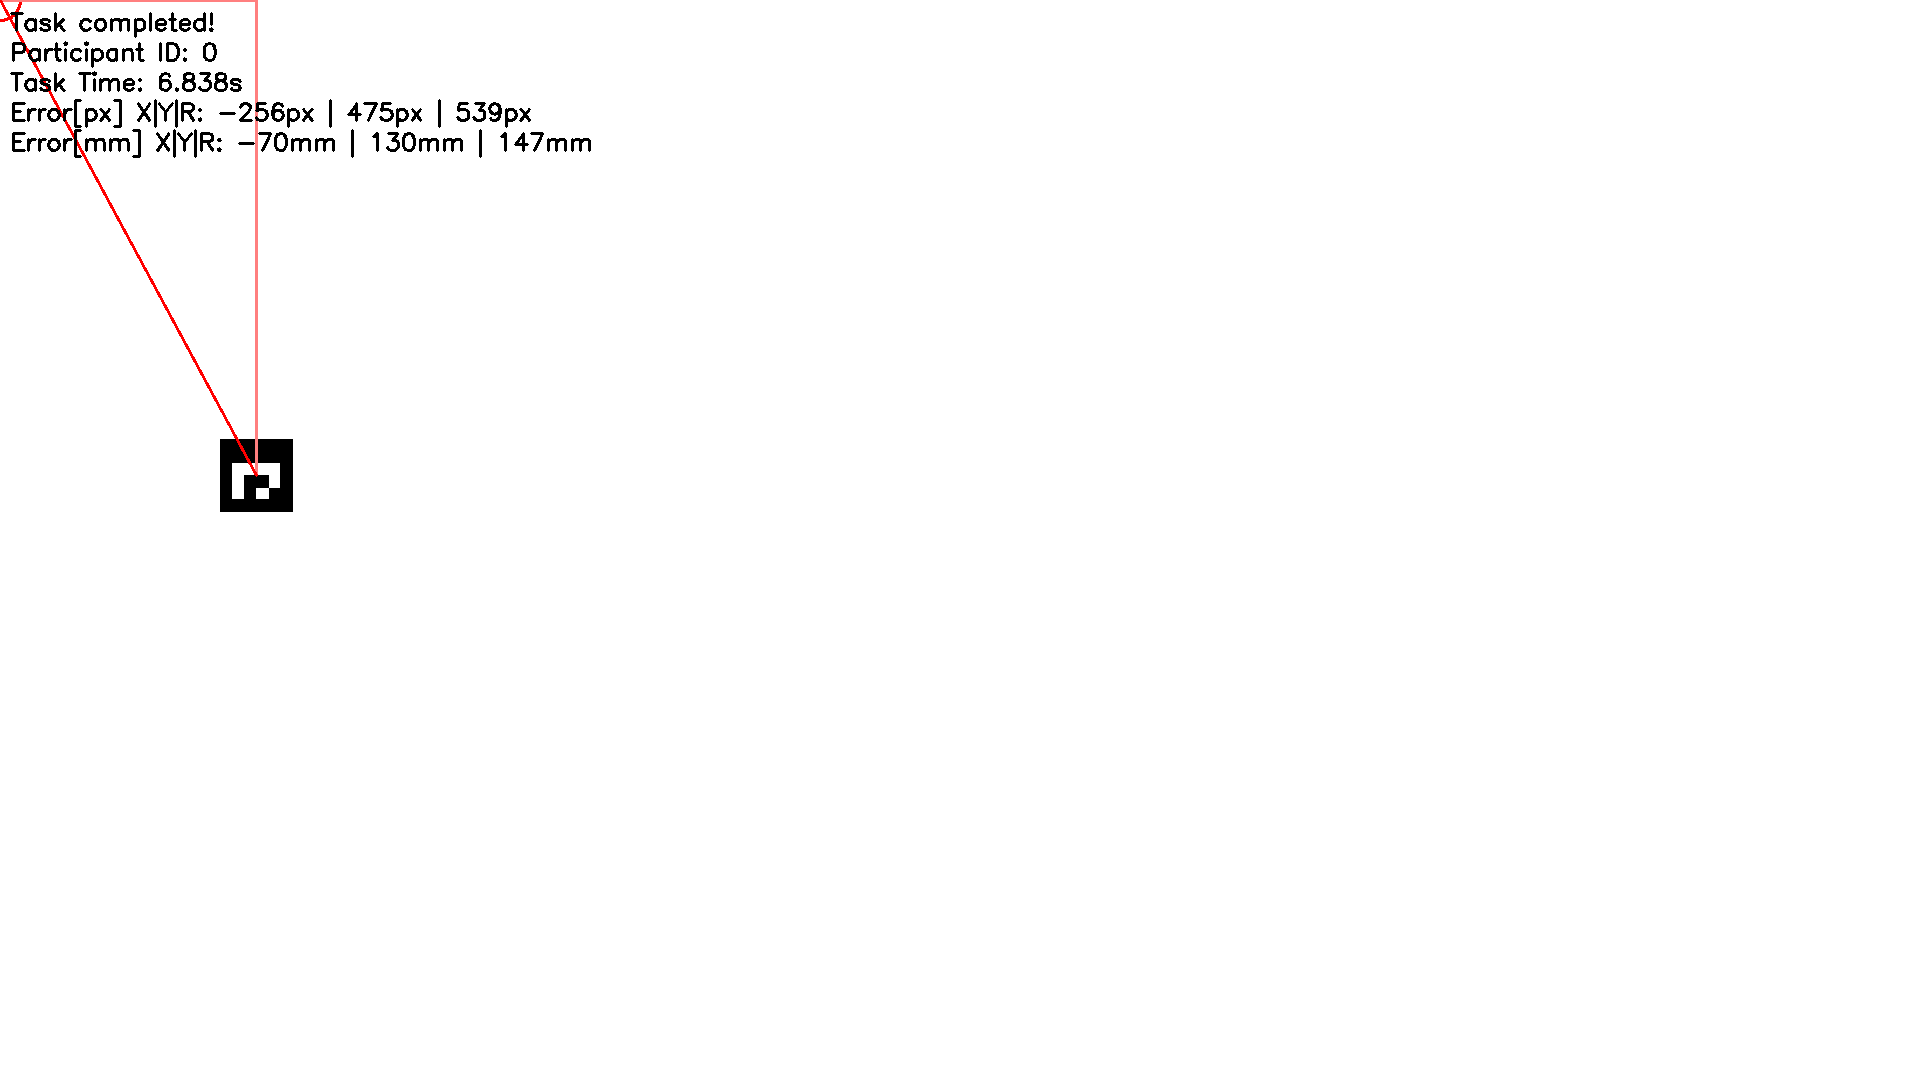 Task completed!
Participant ID: 0
Task Time: 6.838s
Error[px] X|Y|R: -256px | 475px | 539px
Error[mm] X|Y|R: -70mm | 130mm | 147mm